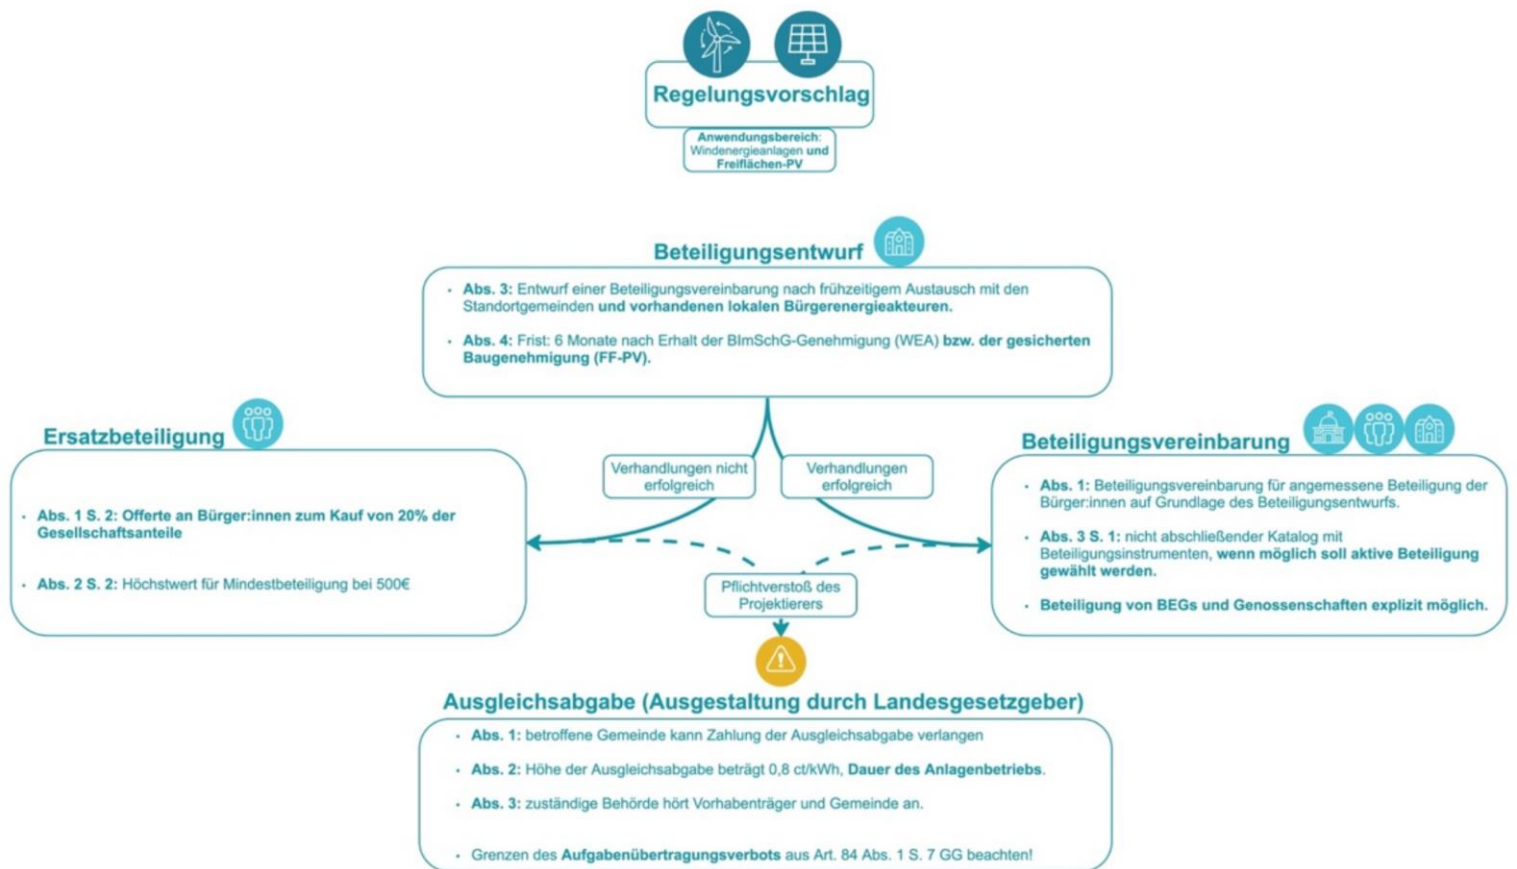 Regelungsvorschlag
Anwendungsbereich:
Windenergieanlagen und
Freiflächen-PV
Beteiligungsentwurf
· Abs. 3: Entwurf einer Beteiligungsvereinbarung nach frühzeitigem Austausch mit den
Standortgemeinden und vorhandenen lokalen Bürgerenergieakteuren.
· Abs. 4: Frist: 6 Monate nach Erhalt der BImSchG-Genehmigung (WEA) bzw. der gesicherten
Baugenehmigung (FF-PV).
Verhandlungen nicht
erfolgreich
Verhandlungen
erfolgreich
Ersatzbeteiligung
· Abs. 1 S. 2: Offerte an Bürger:innen zum Kauf von 20% der
Gesellschaftsanteile
· Abs. 2 S. 2: Höchstwert für Mindestbeteiligung bei 500€
Beteiligungsvereinbarung
· Abs. 1: Beteiligungsvereinbarung für angemessene Beteiligung der
Bürger:innen auf Grundlage des Beteiligungsentwurfs.
· Abs. 3 S. 1: nicht abschließender Katalog mit
Beteiligungsinstrumenten, wenn möglich soll aktive Beteiligung
gewählt werden.
· Beteiligung von BEGs und Genossenschaften explizit möglich.
Pflichtverstoß des
Projektierers
Ausgleichsabgabe (Ausgestaltung durch Landesgesetzgeber)
· Abs. 1: betroffene Gemeinde kann Zahlung der Ausgleichsabgabe verlangen
· Abs. 2: Höhe der Ausgleichsabgabe beträgt 0,8 ct/kWh, Dauer des Anlagenbetriebs.
· Abs. 3: zuständige Behörde hört Vorhabenträger und Gemeinde an.
· Grenzen des Aufgabenübertragungsverbots aus Art. 84 Abs. 1 S. 7 GG beachten!